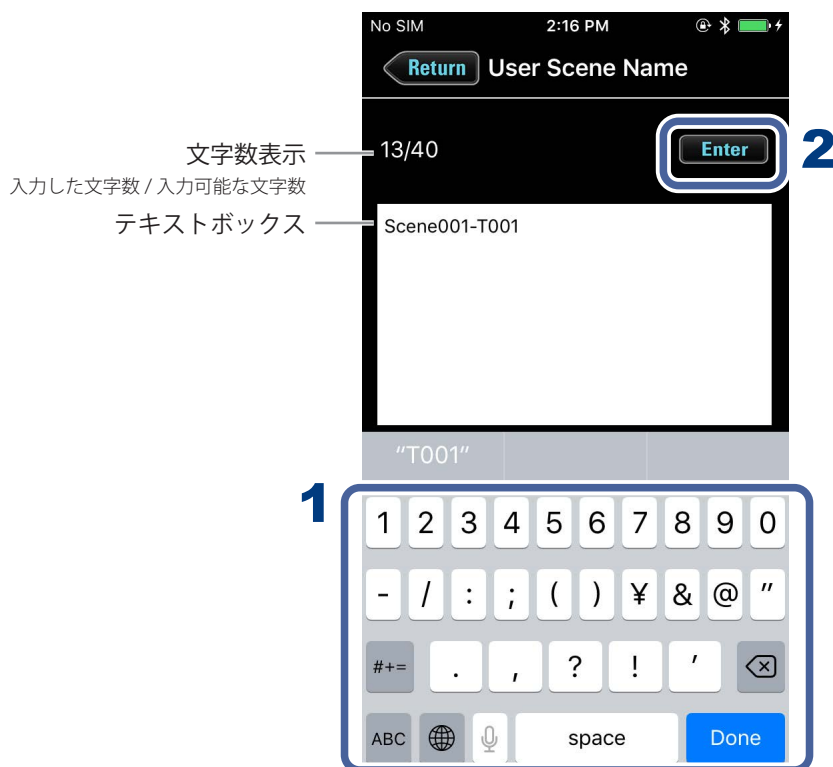 No SIM 2:16 PM
Return User Scene Name
文字数表示 13/40 Enter 2
入力した文字数 / 入力可能な文字数
テキストボックス Scene001-T001
“T001”
1
1 2 3 4 5 6 7 8 9 0
- / : ; ( ) ¥ & @ "
#+= . , ? ! '
ABC space Done